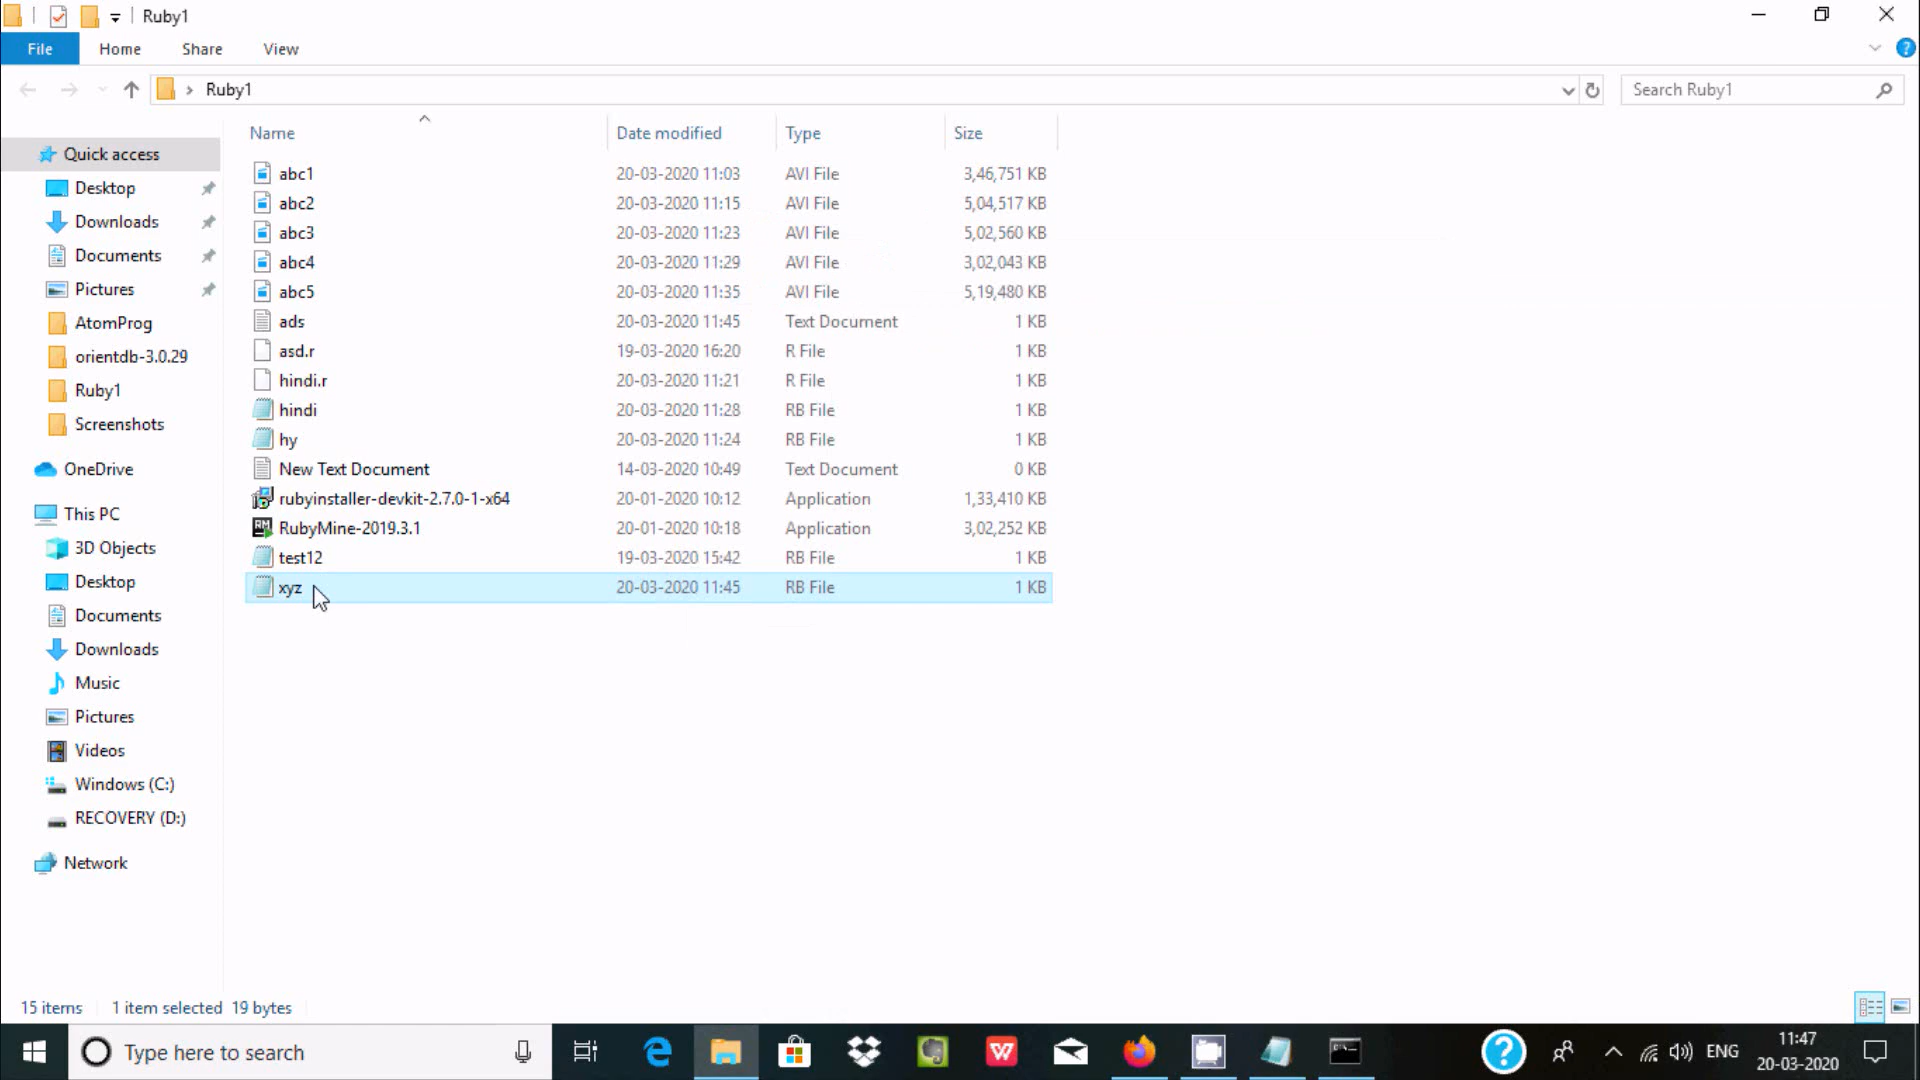 Ruby1
File Home Share View
Ruby1
Search Ruby1
Name Date modified Type Size
Quick access
Desktop
Downloads
Documents
Pictures
AtomProg
orientdb-3.0.29
Ruby1
Screenshots
OneDrive
This PC
3D Objects
Desktop
Documents
Downloads
Music
Pictures
Videos
Windows (C:)
RECOVERY (D:)
Network
abc1 20-03-2020 11:03 AVI File 3,46,751 KB
abc2 20-03-2020 11:15 AVI File 5,04,517 KB
abc3 20-03-2020 11:23 AVI File 5,02,560 KB
abc4 20-03-2020 11:29 AVI File 3,02,043 KB
abc5 20-03-2020 11:35 AVI File 5,19,480 KB
ads 20-03-2020 11:45 Text Document 1 KB
asd.r 19-03-2020 16:20 R File 1 KB
hindi.r 20-03-2020 11:21 R File 1 KB
hindi 20-03-2020 11:28 RB File 1 KB
hy 20-03-2020 11:24 RB File 1 KB
New Text Document 14-03-2020 10:49 Text Document 0 KB
rubyinstaller-devkit-2.7.0-1-x64 20-01-2020 10:12 Application 1,33,410 KB
RubyMine-2019.3.1 20-01-2020 10:18 Application 3,02,252 KB
test12 19-03-2020 15:42 RB File 1 KB
xyz 20-03-2020 11:45 RB File 1 KB
15 items 1 item selected 19 bytes
Type here to search
ENG
11:47
20-03-2020